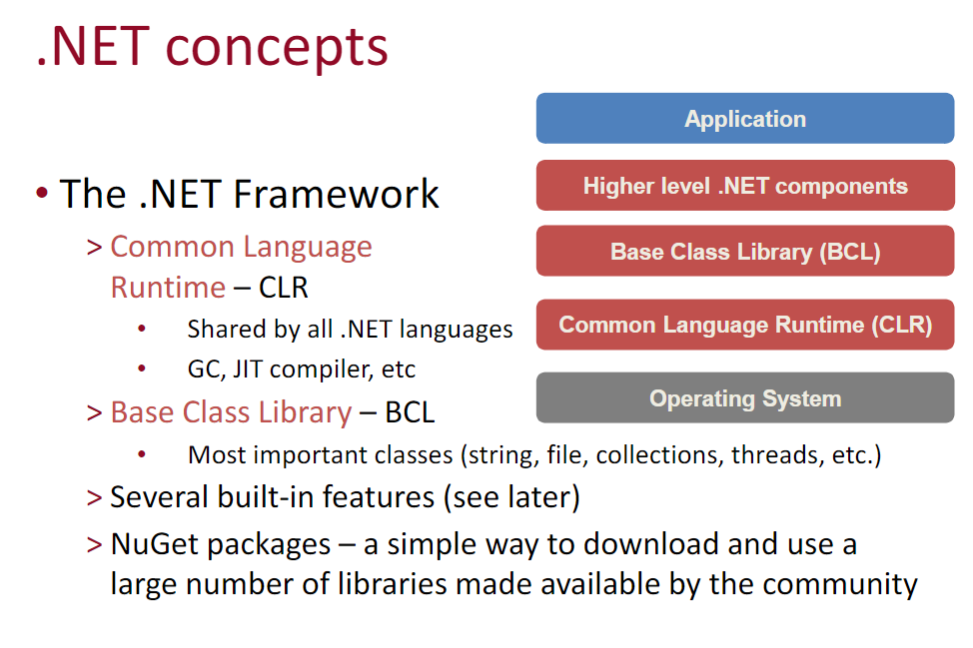 .NET concepts
Application
Higher level .NET components
Base Class Library (BCL)
Common Language Runtime (CLR)
Operating System
• The .NET Framework
> Common Language
Runtime – CLR
• Shared by all .NET languages
• GC, JIT compiler, etc
> Base Class Library – BCL
• Most important classes (string, file, collections, threads, etc.)
> Several built-in features (see later)
> NuGet packages – a simple way to download and use a
large number of libraries made available by the community